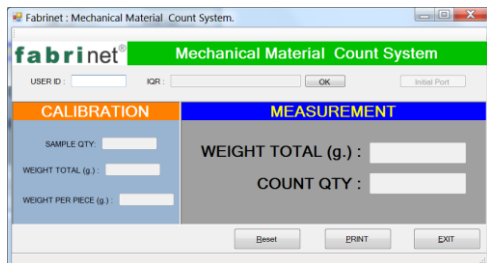 Fabrinet : Mechanical Material Count System.
fabrinet® Mechanical Material Count System
USER ID : IQR : OK Initial Port
CALIBRATION MEASUREMENT
SAMPLE QTY:
WEIGHT TOTAL (g.) :
WEIGHT PER PIECE (g.) :
WEIGHT TOTAL (g.) :
COUNT QTY :
Reset PRINT EXIT